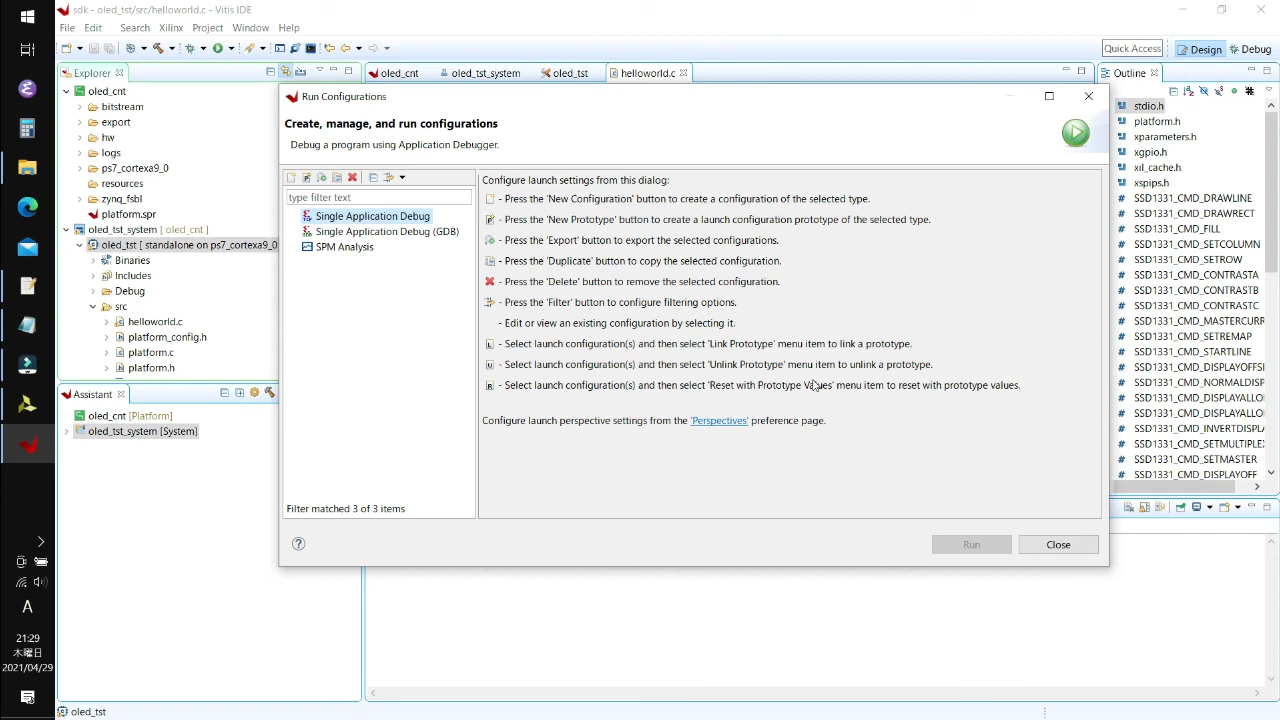 sdk - oled_tst/src/helloworld.c - Vitis IDE
File Edit Search Xilinx Project Window Help
Quick Access
Design
Debug
Explorer
oled_cnt
bitstream
export
hw
logs
ps7_cortexa9_0
resources
zynq_fsbl
platform.spr
oled_tst_system [ oled_cnt ]
oled_tst [ standalone on ps7_cortexa9_0
Binaries
Includes
Debug
src
helloworld.c
platform_config.h
platform.c
platform.h
Assistant
oled_cnt [Platform]
oled_tst_system [System]
oled_cnt
oled_tst_system
oled_tst
helloworld.c
Run Configurations
Create, manage, and run configurations
Debug a program using Application Debugger.
type filter text
Single Application Debug
Single Application Debug (GDB)
SPM Analysis
Filter matched 3 of 3 items
Configure launch settings from this dialog:
- Press the 'New Configuration' button to create a configuration of the selected type.
- Press the 'New Prototype' button to create a launch configuration prototype of the selected type.
- Press the 'Export' button to export the selected configurations.
- Press the 'Duplicate' button to copy the selected configuration.
- Press the 'Delete' button to remove the selected configuration.
- Press the 'Filter' button to configure filtering options.
- Edit or view an existing configuration by selecting it.
- Select launch configuration(s) and then select 'Link Prototype' menu item to link a prototype.
- Select launch configuration(s) and then select 'Unlink Prototype' menu item to unlink a prototype.
- Select launch configuration(s) and then select 'Reset with Prototype Values' menu item to reset with prototype values.
Configure launch perspective settings from the 'Perspectives' preference page.
Run
Close
Outline
stdio.h
platform.h
xparameters.h
xgpio.h
xil_cache.h
xspips.h
SSD1331_CMD_DRAWLINE
SSD1331_CMD_DRAWRECT
SSD1331_CMD_FILL
SSD1331_CMD_SETCOLUMN
SSD1331_CMD_SETROW
SSD1331_CMD_CONTRASTA
SSD1331_CMD_CONTRASTB
SSD1331_CMD_CONTRASTC
SSD1331_CMD_MASTERCURR
SSD1331_CMD_SETREMAP
SSD1331_CMD_STARTLINE
SSD1331_CMD_DISPLAYOFFS
SSD1331_CMD_NORMALDISP
SSD1331_CMD_DISPLAYALLO
SSD1331_CMD_DISPLAYALLO
SSD1331_CMD_INVERTDISPL
SSD1331_CMD_SETMULTIPLE
SSD1331_CMD_SETMASTER
SSD1331_CMD_DISPLAYOFF
A
21:29
木曜日
2021/04/29
oled_tst